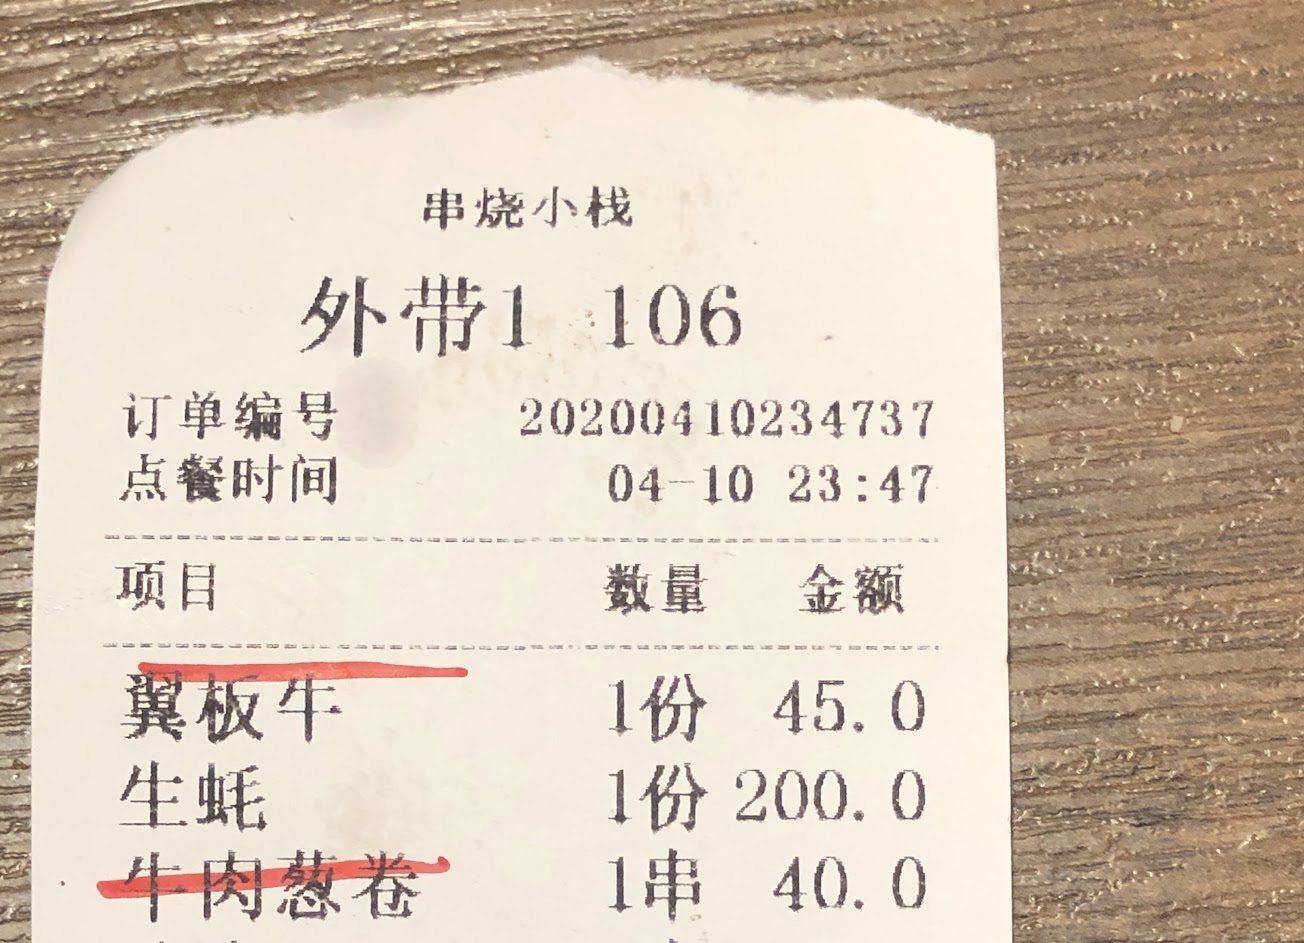 串烧小栈
外带1 106
订单编号 20200410234737
点餐时间 04-10 23:47
项目 数量 金额
翼板牛 1份 45.0
生蚝 1份 200.0
牛肉葱卷 1串 40.0